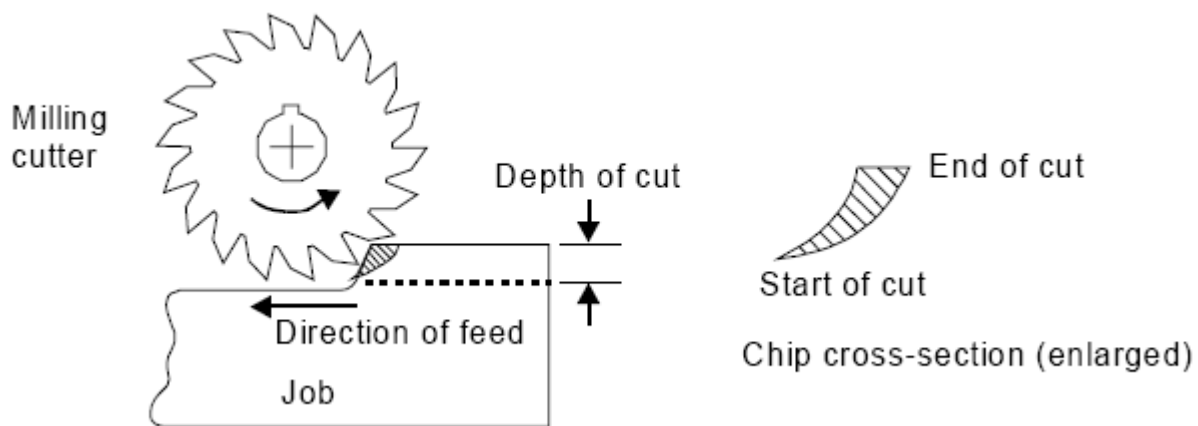 Milling
cutter
Depth of cut
End of cut
Start of cut
Direction of feed
Chip cross-section (enlarged)
Job